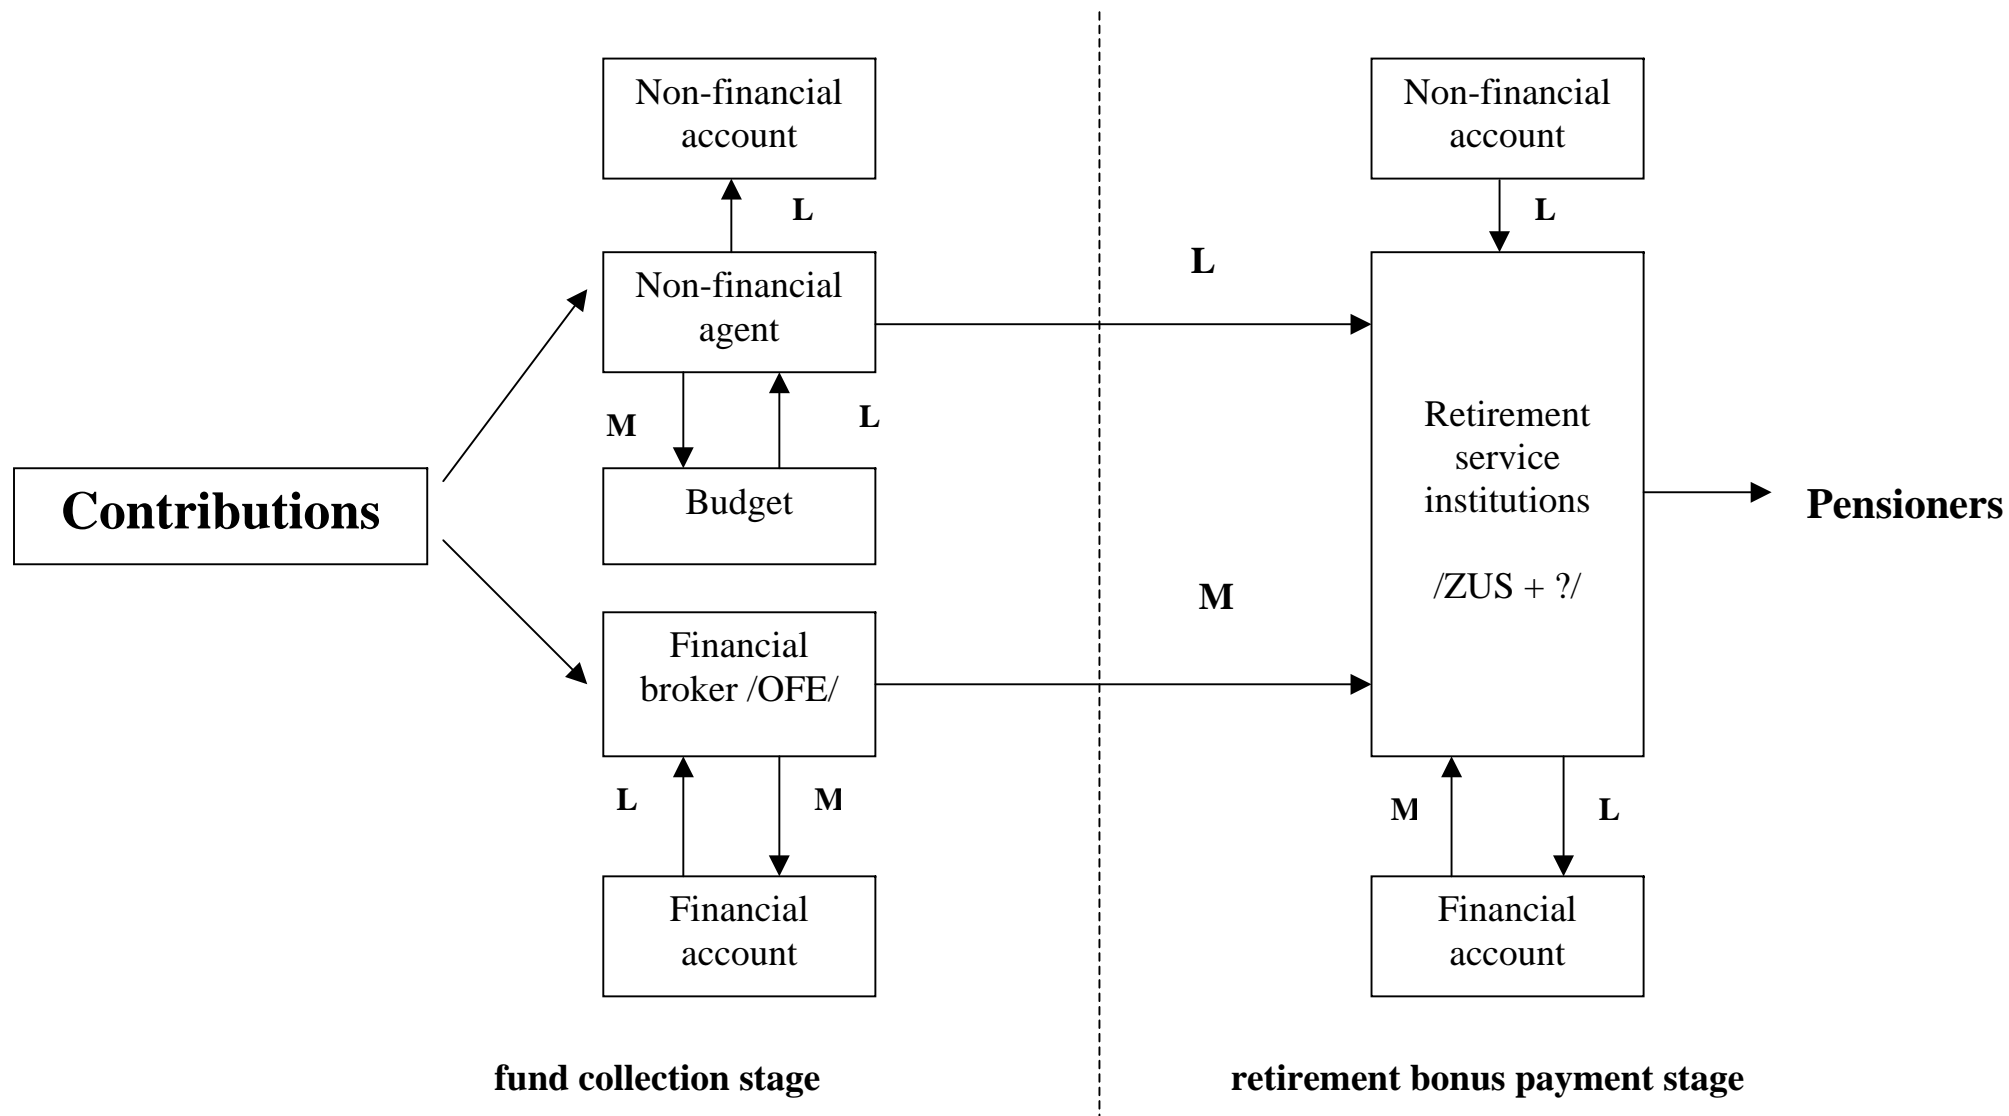 Non-financial
account
L
Non-financial
agent
M
L
Budget
Contributions
Financial
broker /OFE/
L
M
Financial
account
fund collection stage
L
M
Non-financial
account
L
Retirement
service
institutions
/ZUS + ?/
Pensioners
M
L
Financial
account
retirement bonus payment stage